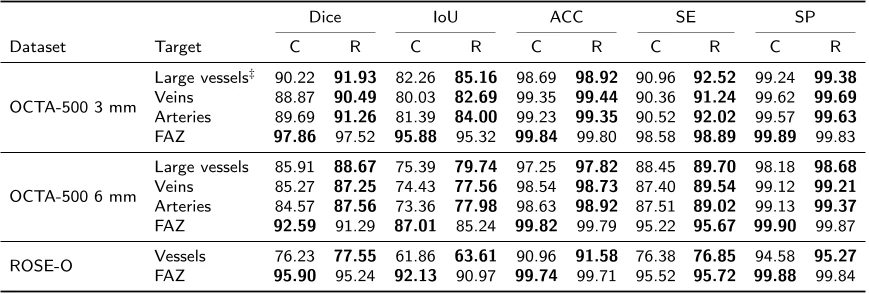 Dice IoU ACC SE SP
Dataset Target C R C R C R C R C R
Large vessels‡ 90.22 91.93 82.26 85.16 98.69 98.92 90.96 92.52 99.24 99.38
Veins 88.87 90.49 80.03 82.69 99.35 99.44 90.36 91.24 99.62 99.69
OCTA-500 3 mm
Arteries 89.69 91.26 81.39 84.00 99.23 99.35 90.52 92.02 99.57 99.63
FAZ 97.86 97.52 95.88 95.32 99.84 99.80 98.58 98.89 99.89 99.83
Large vessels 85.91 88.67 75.39 79.74 97.25 97.82 88.45 89.70 98.18 98.68
Veins 85.27 87.25 74.43 77.56 98.54 98.73 87.40 89.54 99.12 99.21
OCTA-500 6 mm
Arteries 84.57 87.56 73.36 77.98 98.63 98.92 87.51 89.02 99.13 99.37
FAZ 92.59 91.29 87.01 85.24 99.82 99.79 95.22 95.67 99.90 99.87
Vessels 76.23 77.55 61.86 63.61 90.96 91.58 76.38 76.85 94.58 95.27
ROSE-O
FAZ 95.90 95.24 92.13 90.97 99.74 99.71 95.52 95.72 99.88 99.84